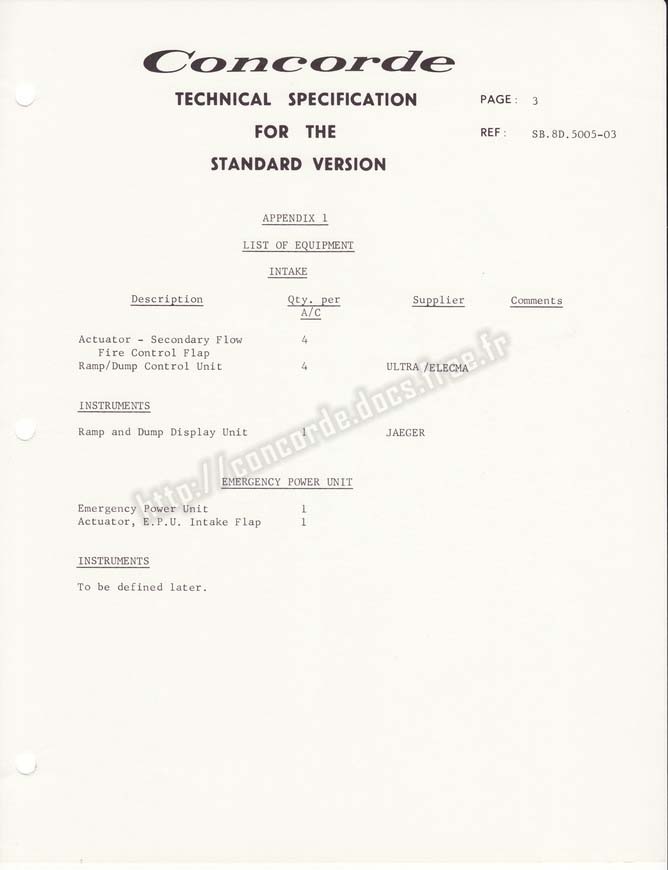 Concorde
TECHNICAL SPECIFICATION PAGE: 3
FOR THE REF: SB.8D.5005-03
STANDARD VERSION
APPENDIX 1
LIST OF EQUIPMENT
INTAKE
Description Qty. per Supplier Comments
A/C
Actuator - Secondary Flow 4
Fire Control Flap
Ramp/Dump Control Unit 4 ULTRA/ELECMA
INSTRUMENTS
Ramp and Dump Display Unit 1 JAEGER
http://concorde.docs.free.fr
EMERGENCY POWER UNIT
Emergency Power Unit 1
Actuator, E.P.U. Intake Flap 1
INSTRUMENTS
To be defined later.